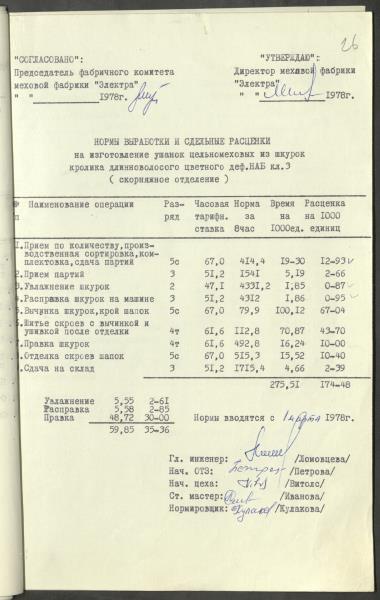 26
"СОГЛАСОВАНО": "УТВЕРЖДАЮ":
Председатель фабричного комитета Директор меховой фабрики
меховой фабрики "Электра" "Электра"
" " 1978г. " " 1978г.
НОРМЫ ВЫРАБОТКИ И СДЕЛЬНЫЕ РАСЦЕНКИ
на изготовление ушанок цельномеховых из шкурок
кролика длинноволосого цветного деф.НАБ кл.3
( скорняжное отделение )
№ Наименование операции Раз- Часовая Норма Время Расценка
п ряд тарифн. за на на 1000
ставка 8час 1000ед. единиц
1.Прием по количеству,произ-
водственная сортировка,ком-
плектовка,сдача партий 5с 67,0 414,4 19-30 12-93
2.Прием партий 3 51,2 1541 5,19 2-66
3.Увлажнение шкурок 2 47,1 4331,2 1,85 0-87
4.Расправка шкурок на машине 3 51,2 4312 1,86 0-95
5.Вычинка шкурок,крой шапок 5с 67,0 79,9 100,12 67-04
6.Шитье скроев с вычинкой и
ушивкой после отделки 4т 61,6 112,8 70,87 43-70
7.Правка шкурок 4т 61,6 492,8 16,24 10-00
8.Отделка скроев шапок 5с 67,0 515,3 15,52 10-40
9.Сдача на склад 3 51,2 1715,4 4,66 2-39
275,51 174-48
Увлажнение 5,55 2-61
Расправка 5,58 2-85
Правка 48,72 30-00 Нормы вводятся с 1 марта 1978г.
59,85 35-36
Гл. инженер: /Ломовцева/
Нач. ОТЗ: /Петрова/
Нач. цеха: /Витолс/
Ст. мастер: /Иванова/
Нормировщик: /Кулакова/